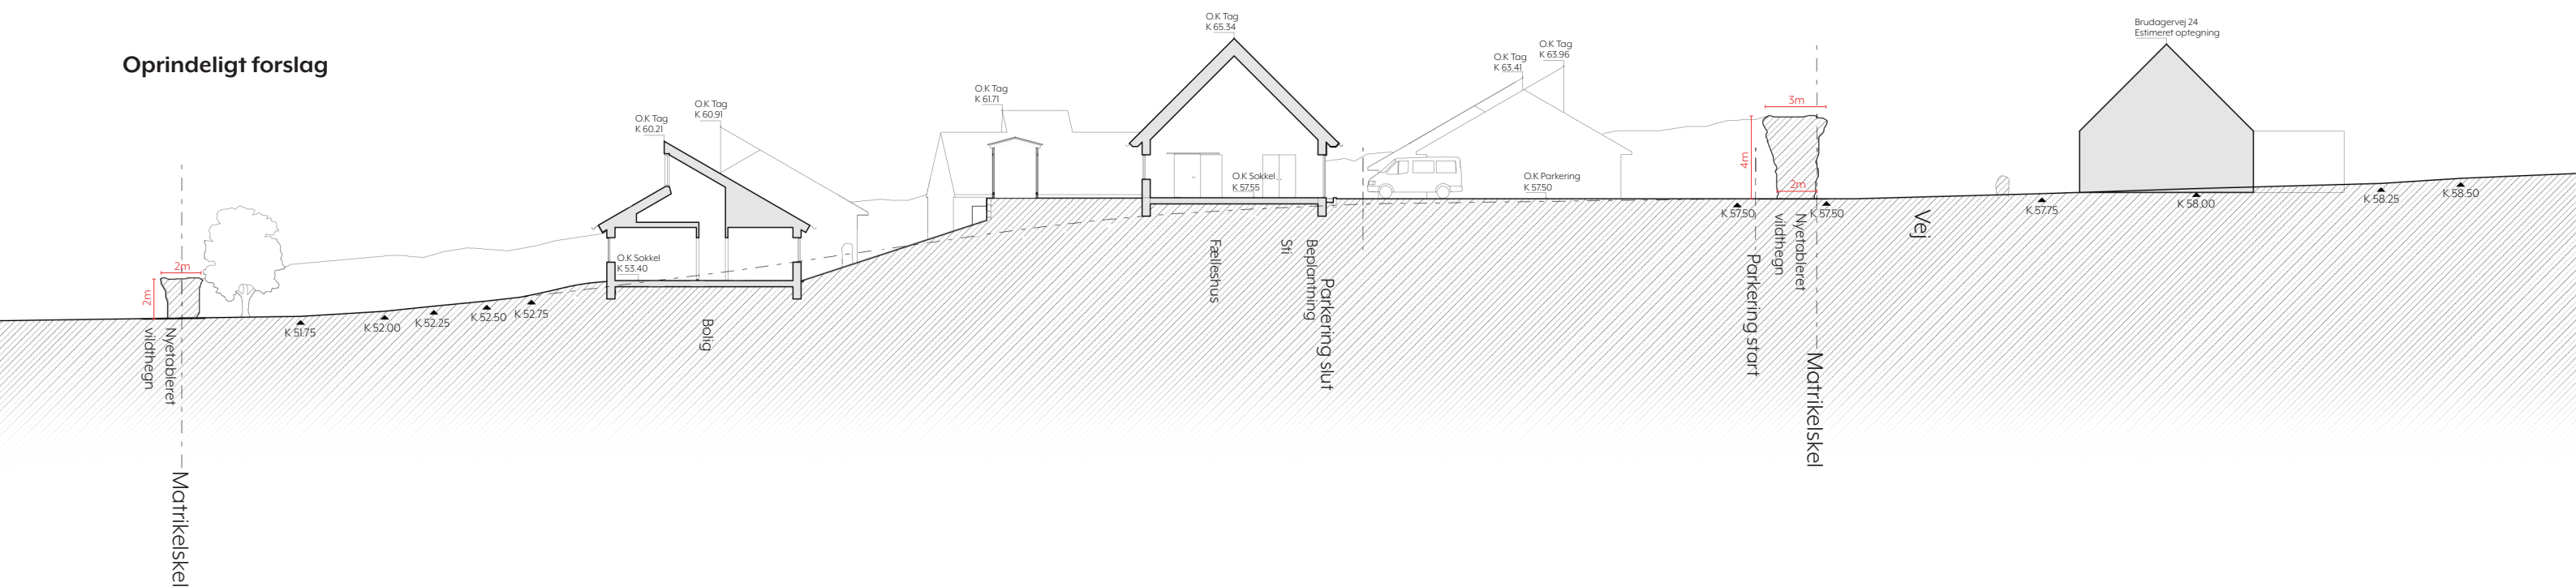 Oprindeligt forslag
2m
2m
Nyetableret
vildthegn
Matrikelskel
K 51.75
K 52.00
K 52.25
K 52.50
K 52.75
O.K Tag
K 60.21
O.K Tag
K 60.91
O.K Sokkel
K 53.40
Bolig
O.K Tag
K 61.71
O.K Tag
K 65.34
O.K Sokkel
K 57.55
Fælleshus
Sti
Beplantning
Parkering slut
O.K Tag
K 63.41
O.K Tag
K 63.96
O.K Parkering
K 57.50
3m
4m
2m
K 57.50
K 57.50
Nyetableret
vildthegn
Parkering start
Matrikelskel
Vej
K 57.75
Brudagervej 24
Estimeret optegning
K 58.00
K 58.25
K 58.50